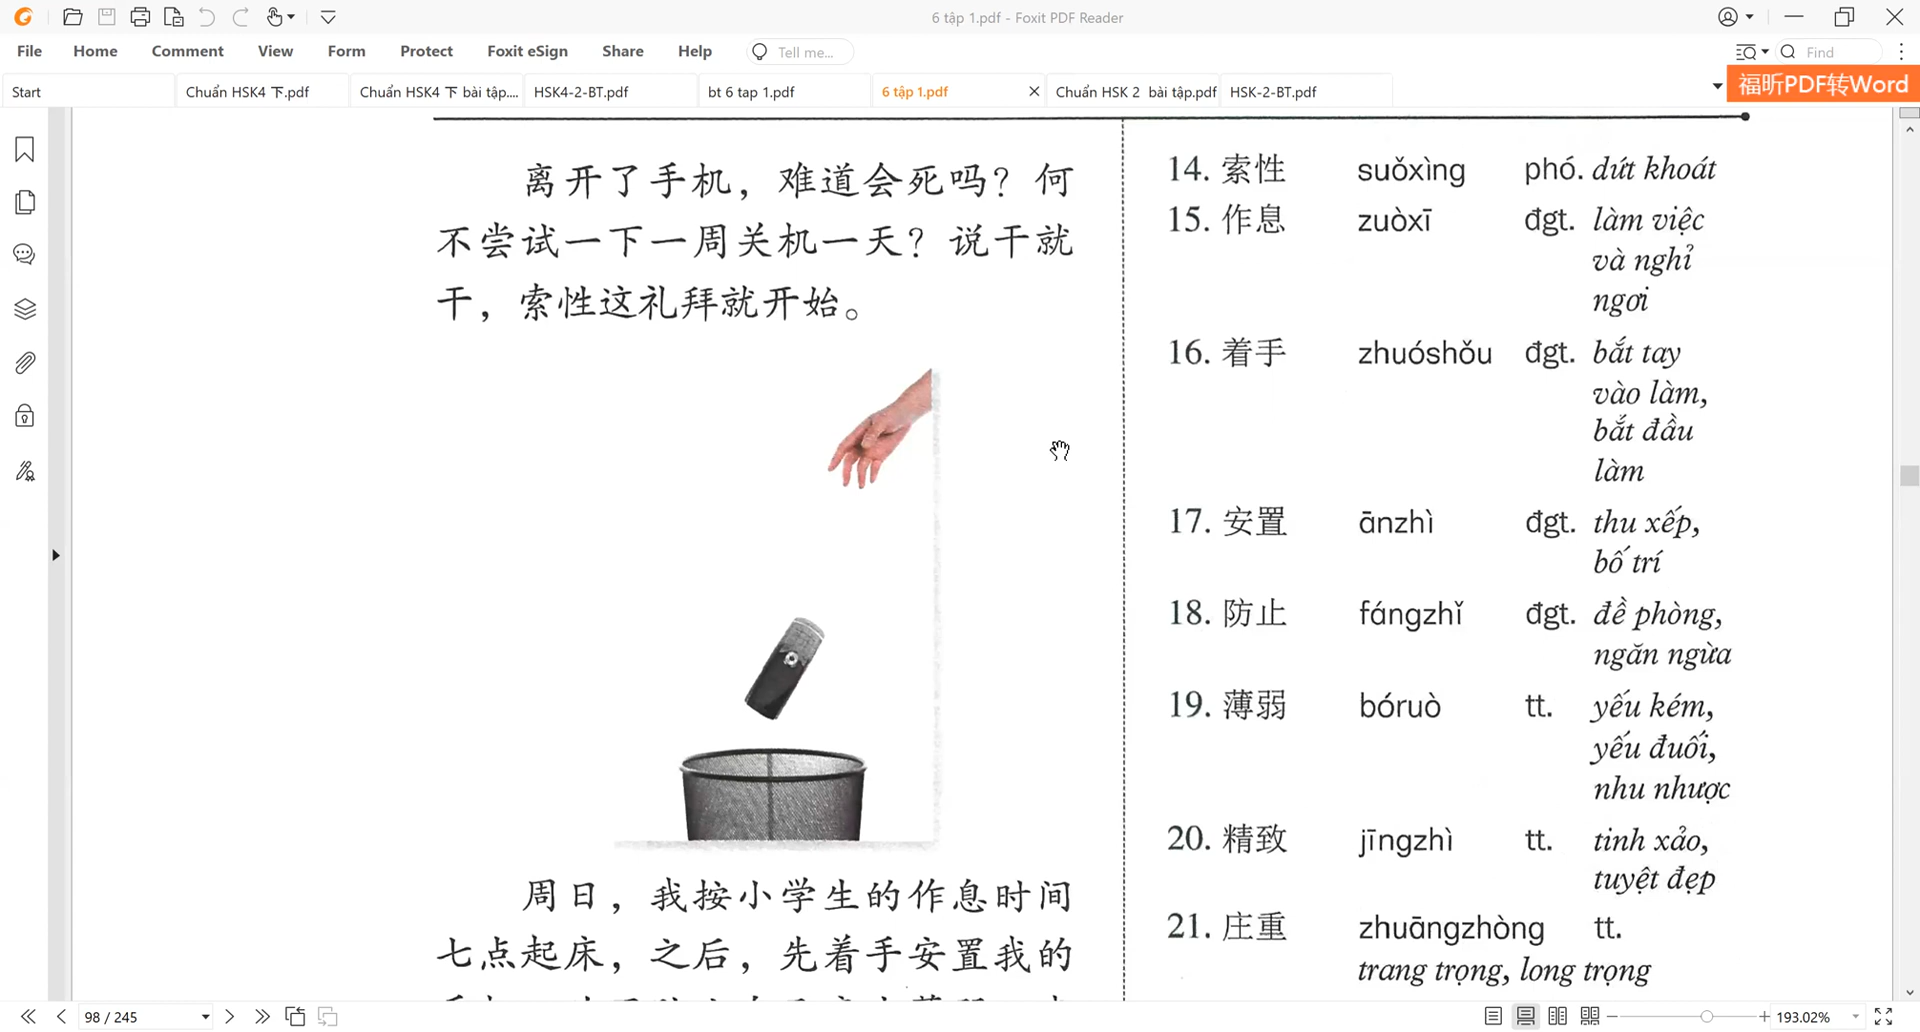 6 tập 1.pdf - Foxit PDF Reader
File Home Comment View Form Protect Foxit eSign Share Help Tell me... Find
Start Chuẩn HSK4 下.pdf Chuẩn HSK4 下 bài tập.... HSK4-2-BT.pdf bt 6 tap 1.pdf 6 tập 1.pdf Chuẩn HSK 2 bài tập.pdf HSK-2-BT.pdf 福昕PDF转Word
离开了手机，难道会死吗？何
不尝试一下一周关机一天？说干就
干，索性这礼拜就开始。
周日，我按小学生的作息时间
七点起床，之后，先着手安置我的
14. 索性 suǒxìng phó. dứt khoát
15. 作息 zuòxī đgt. làm việc
và nghỉ
ngơi
16. 着手 zhuóshǒu đgt. bắt tay
vào làm,
bắt đầu
làm
17. 安置 ānzhì đgt. thu xếp,
bố trí
18. 防止 fángzhǐ đgt. đề phòng,
ngăn ngừa
19. 薄弱 bóruò tt. yếu kém,
yếu đuối,
nhu nhược
20. 精致 jīngzhì tt. tinh xảo,
tuyệt đẹp
21. 庄重 zhuāngzhòng tt.
trang trọng, long trọng
98 / 245 193.02%